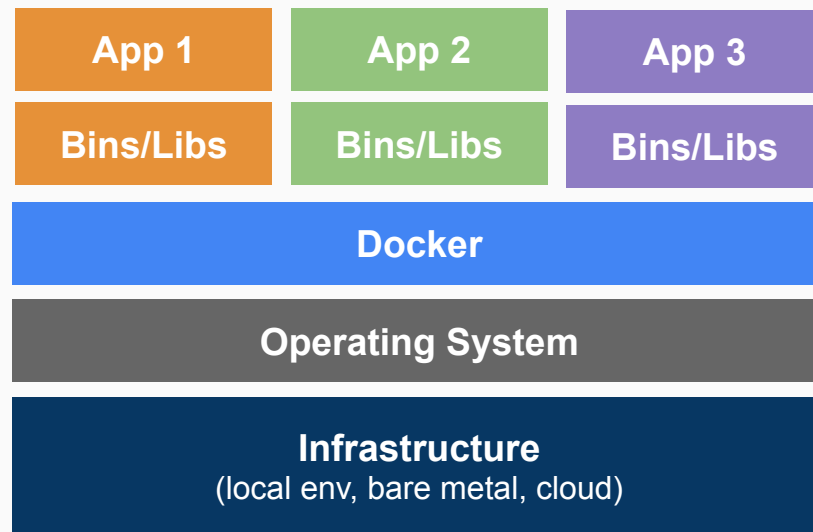 App 1
App 2
App 3
Bins/Libs
Bins/Libs
Bins/Libs
Docker
Operating System
Infrastructure
(local env, bare metal, cloud)